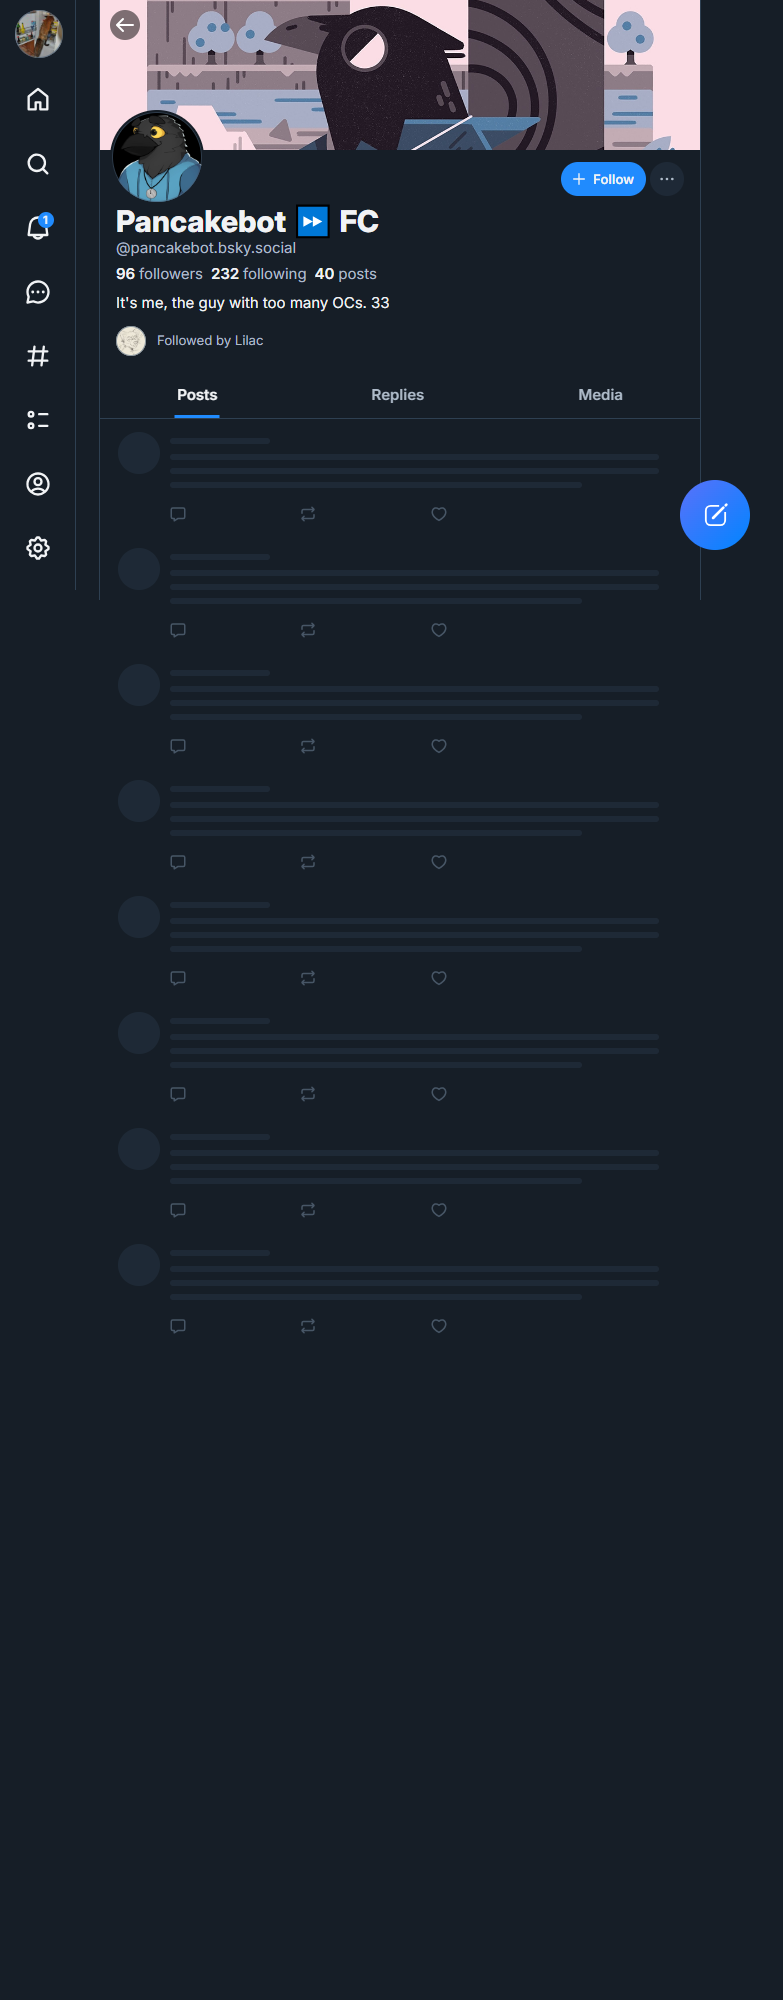 1
Follow
Pancakebot ⏩ FC
@pancakebot.bsky.social
96 followers 232 following 40 posts
It's me, the guy with too many OCs. 33
Followed by Lilac
Posts Replies Media